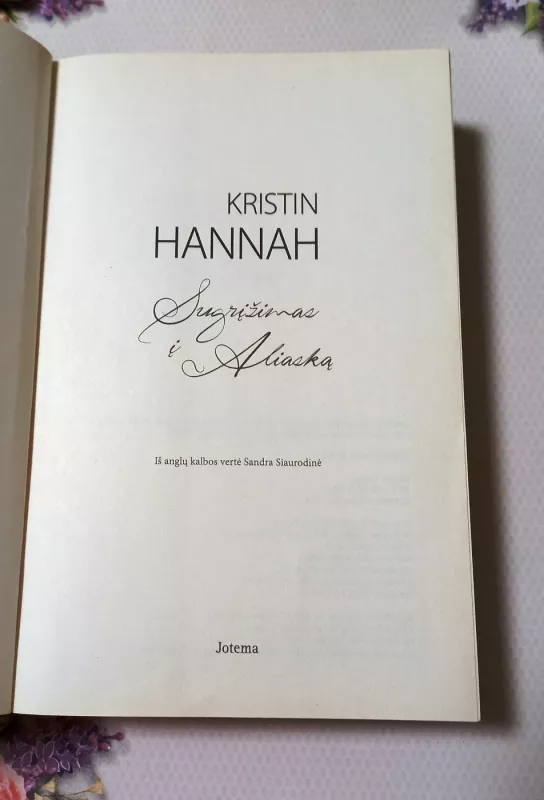 KRISTIN
HANNAH
Sugrįžimas
į Aliaską
Iš anglų kalbos vertė Sandra Siaurodinė
Jotema